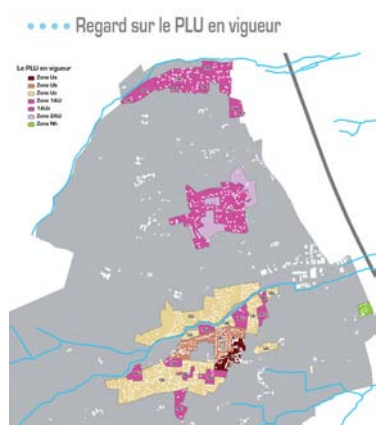 Regard sur le PLU en vigueur
Le PLU en vigueur
Zone Ua
Zone Ub
Zone Uc
Zone 1AU
1AUx
Zone 2AU
Zone Nh